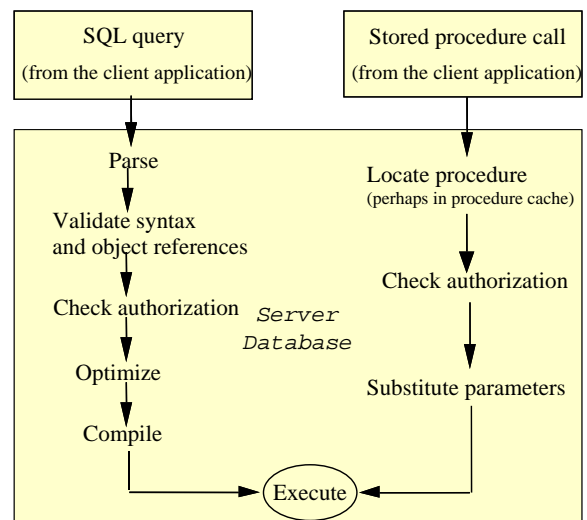 SQL query
(from the client application)
Stored procedure call
(from the client application)
Parse
Validate syntax
and object references
Check authorization
Optimize
Compile
Server
Database
Locate procedure
(perhaps in procedure cache)
Check authorization
Substitute parameters
Execute